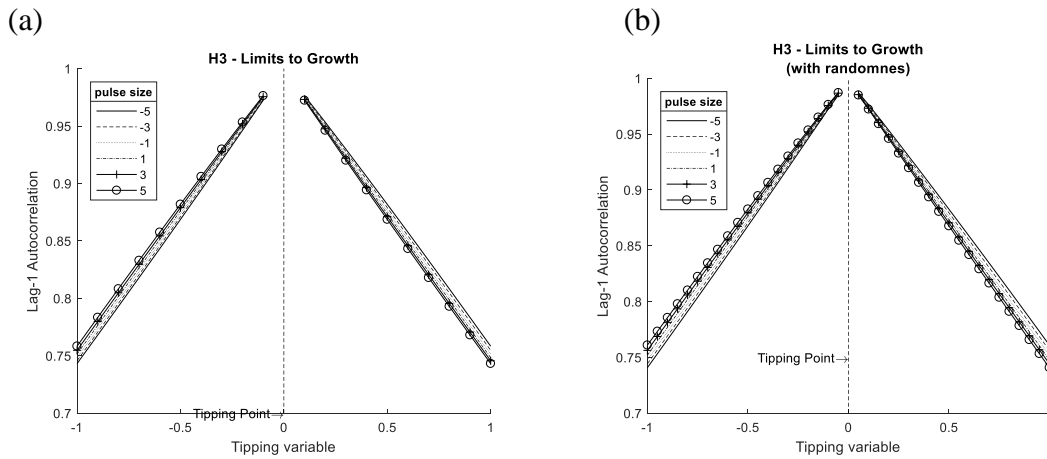 (a)
H3 - Limits to Growth
1
0.95
0.9
0.85
0.8
0.75
0.7
Lag-1 Autocorrelation
pulse size
-5
-3
-1
1
3
5
Tipping Point→
-1
-0.5
0
0.5
1
Tipping variable
(b)
H3 - Limits to Growth
(with randomnes)
1
0.95
0.9
0.85
0.8
0.75
0.7
Lag-1 Autocorrelation
pulse size
-5
-3
-1
1
3
5
Tipping Point→
-1
-0.5
0
0.5
Tipping variable